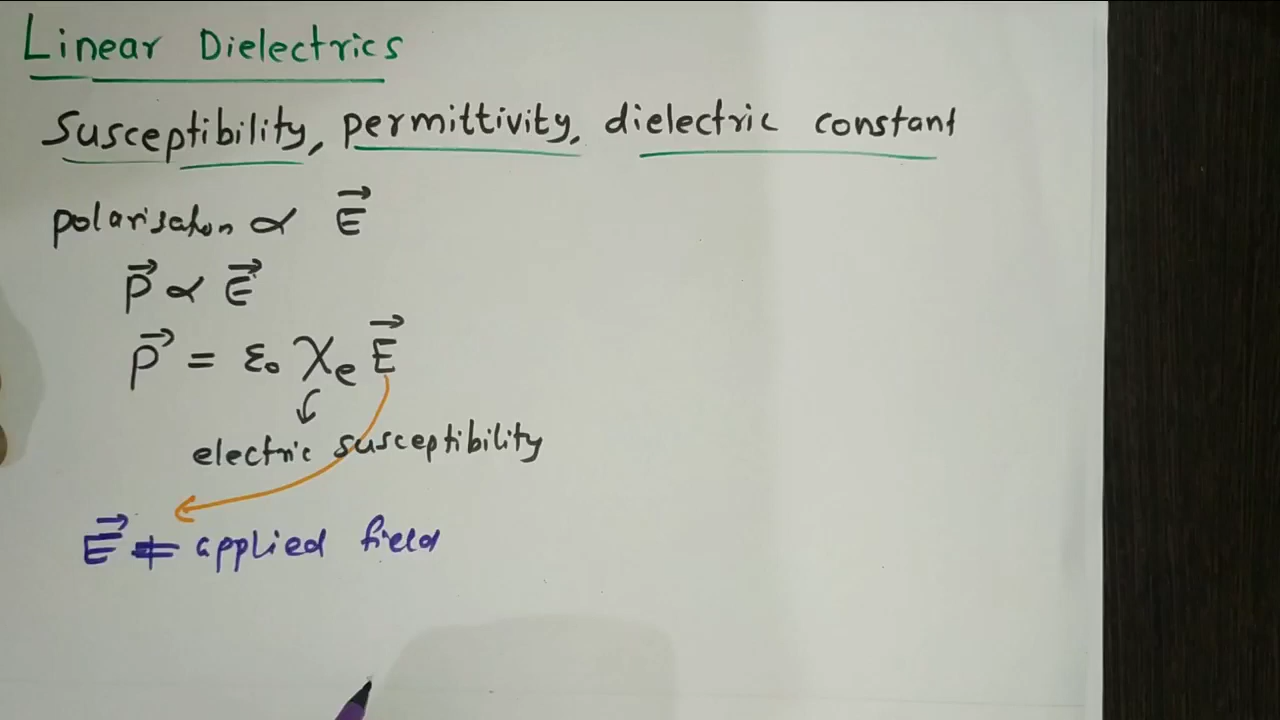 Linear Dielectrics
Susceptibility, permittivity, dielectric constant
polarisation ∝ E⃗
P⃗ ∝ E⃗
P⃗ = ε₀ χₑ E⃗
electric susceptibility
E⃗ ≠ applied field